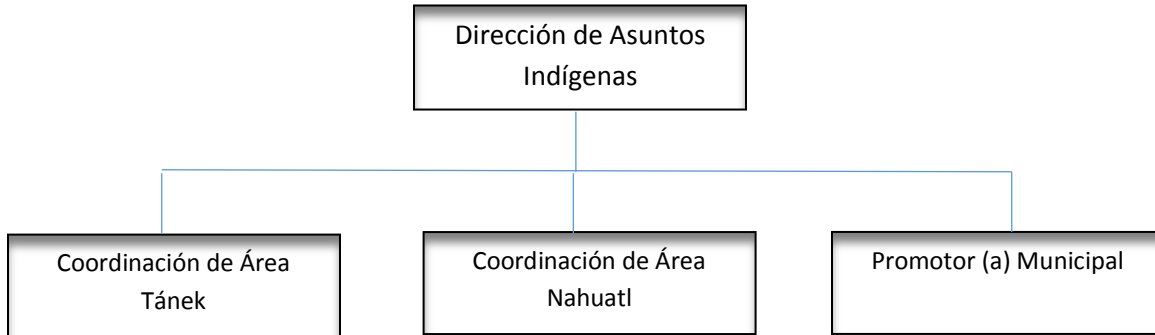 Dirección de Asuntos
Indígenas
Coordinación de Área
Tánek
Coordinación de Área
Nahuatl
Promotor (a) Municipal